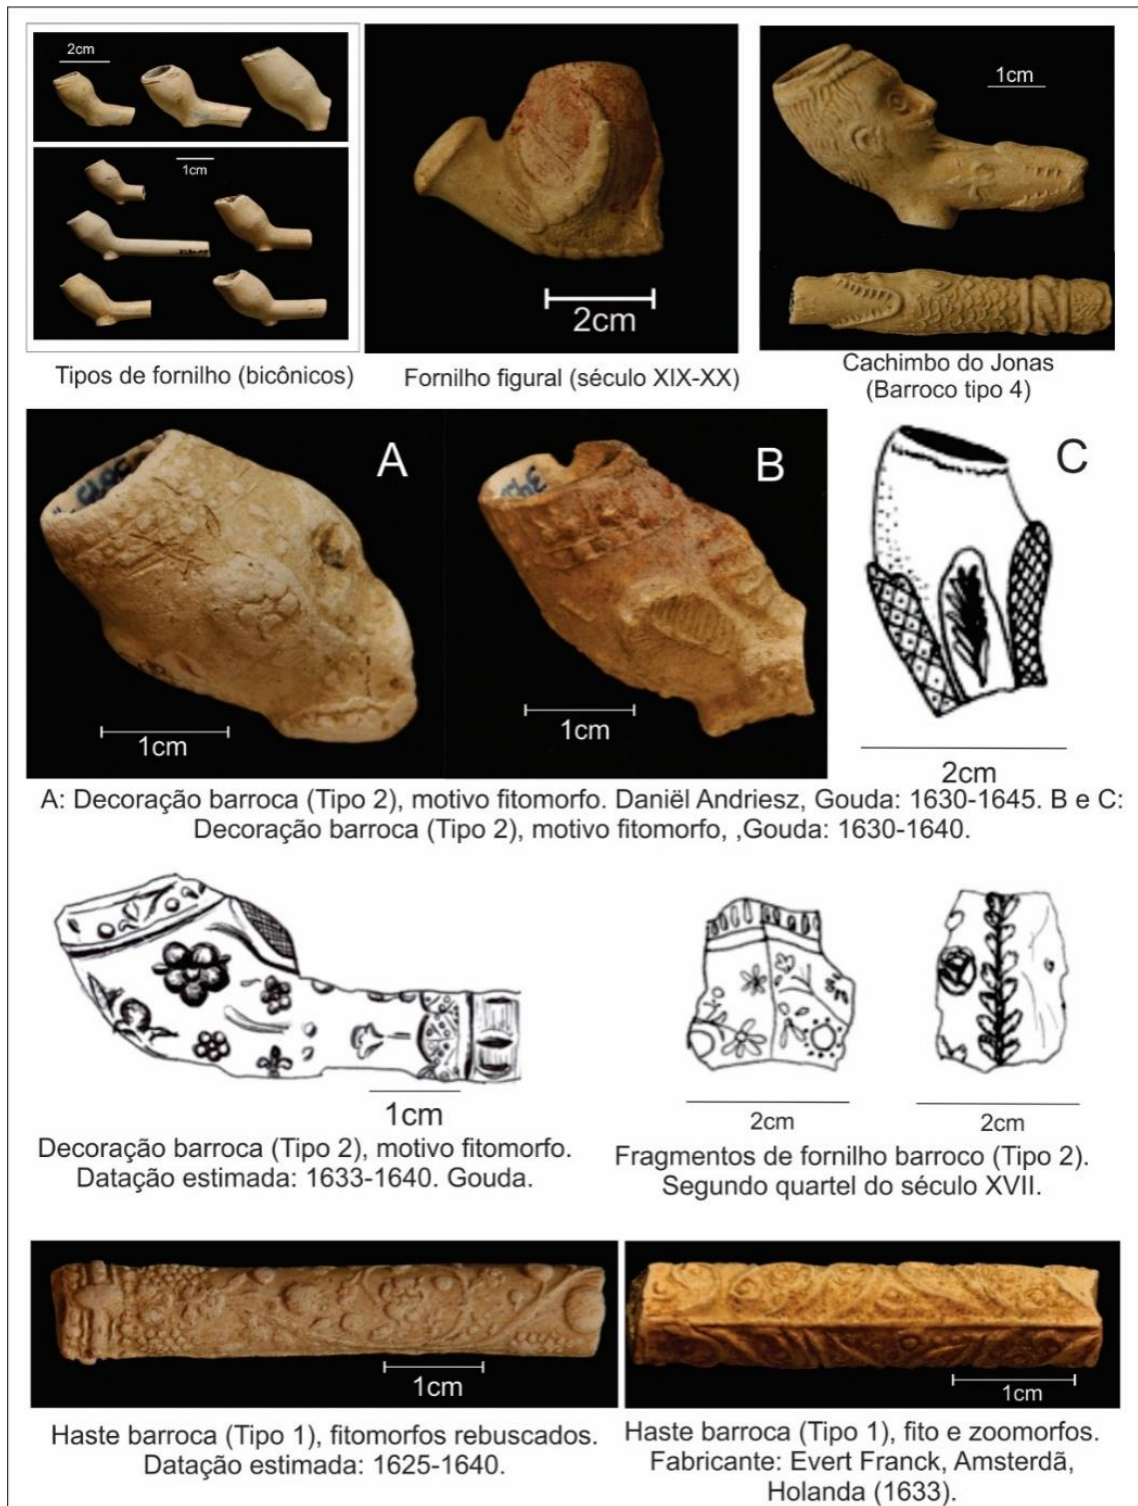 2cm
1cm
Tipos de fornilho (bicônicos)
2cm
Fornilho figural (século XIX-XX)
1cm
Cachimbo do Jonas
(Barroco tipo 4)
A
1cm
B
1cm
C
2cm
A: Decoração barroca (Tipo 2), motivo fitomorfo. Daniël Andriesz, Gouda: 1630-1645. B e C:
Decoração barroca (Tipo 2), motivo fitomorfo, ,Gouda: 1630-1640.
1cm
Decoração barroca (Tipo 2), motivo fitomorfo.
Datação estimada: 1633-1640. Gouda.
2cm
2cm
Fragmentos de fornilho barroco (Tipo 2).
Segundo quartel do século XVII.
1cm
Haste barroca (Tipo 1), fitomorfos rebuscados.
Datação estimada: 1625-1640.
1cm
Haste barroca (Tipo 1), fito e zoomorfos.
Fabricante: Evert Franck, Amsterdã,
Holanda (1633).